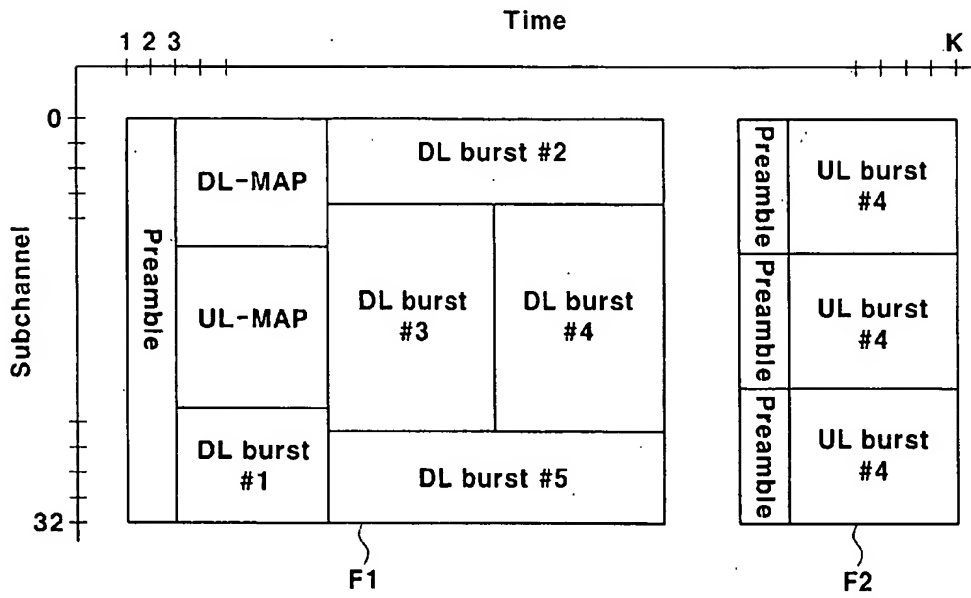 Time
1 2 3
K
Subchannel
0
32
Preamble
DL-MAP
UL-MAP
DL burst
#1
DL burst #2
DL burst
#3
DL burst
#4
DL burst #5
Preamble
UL burst
#4
Preamble
UL burst
#4
Preamble
UL burst
#4
F1
F2